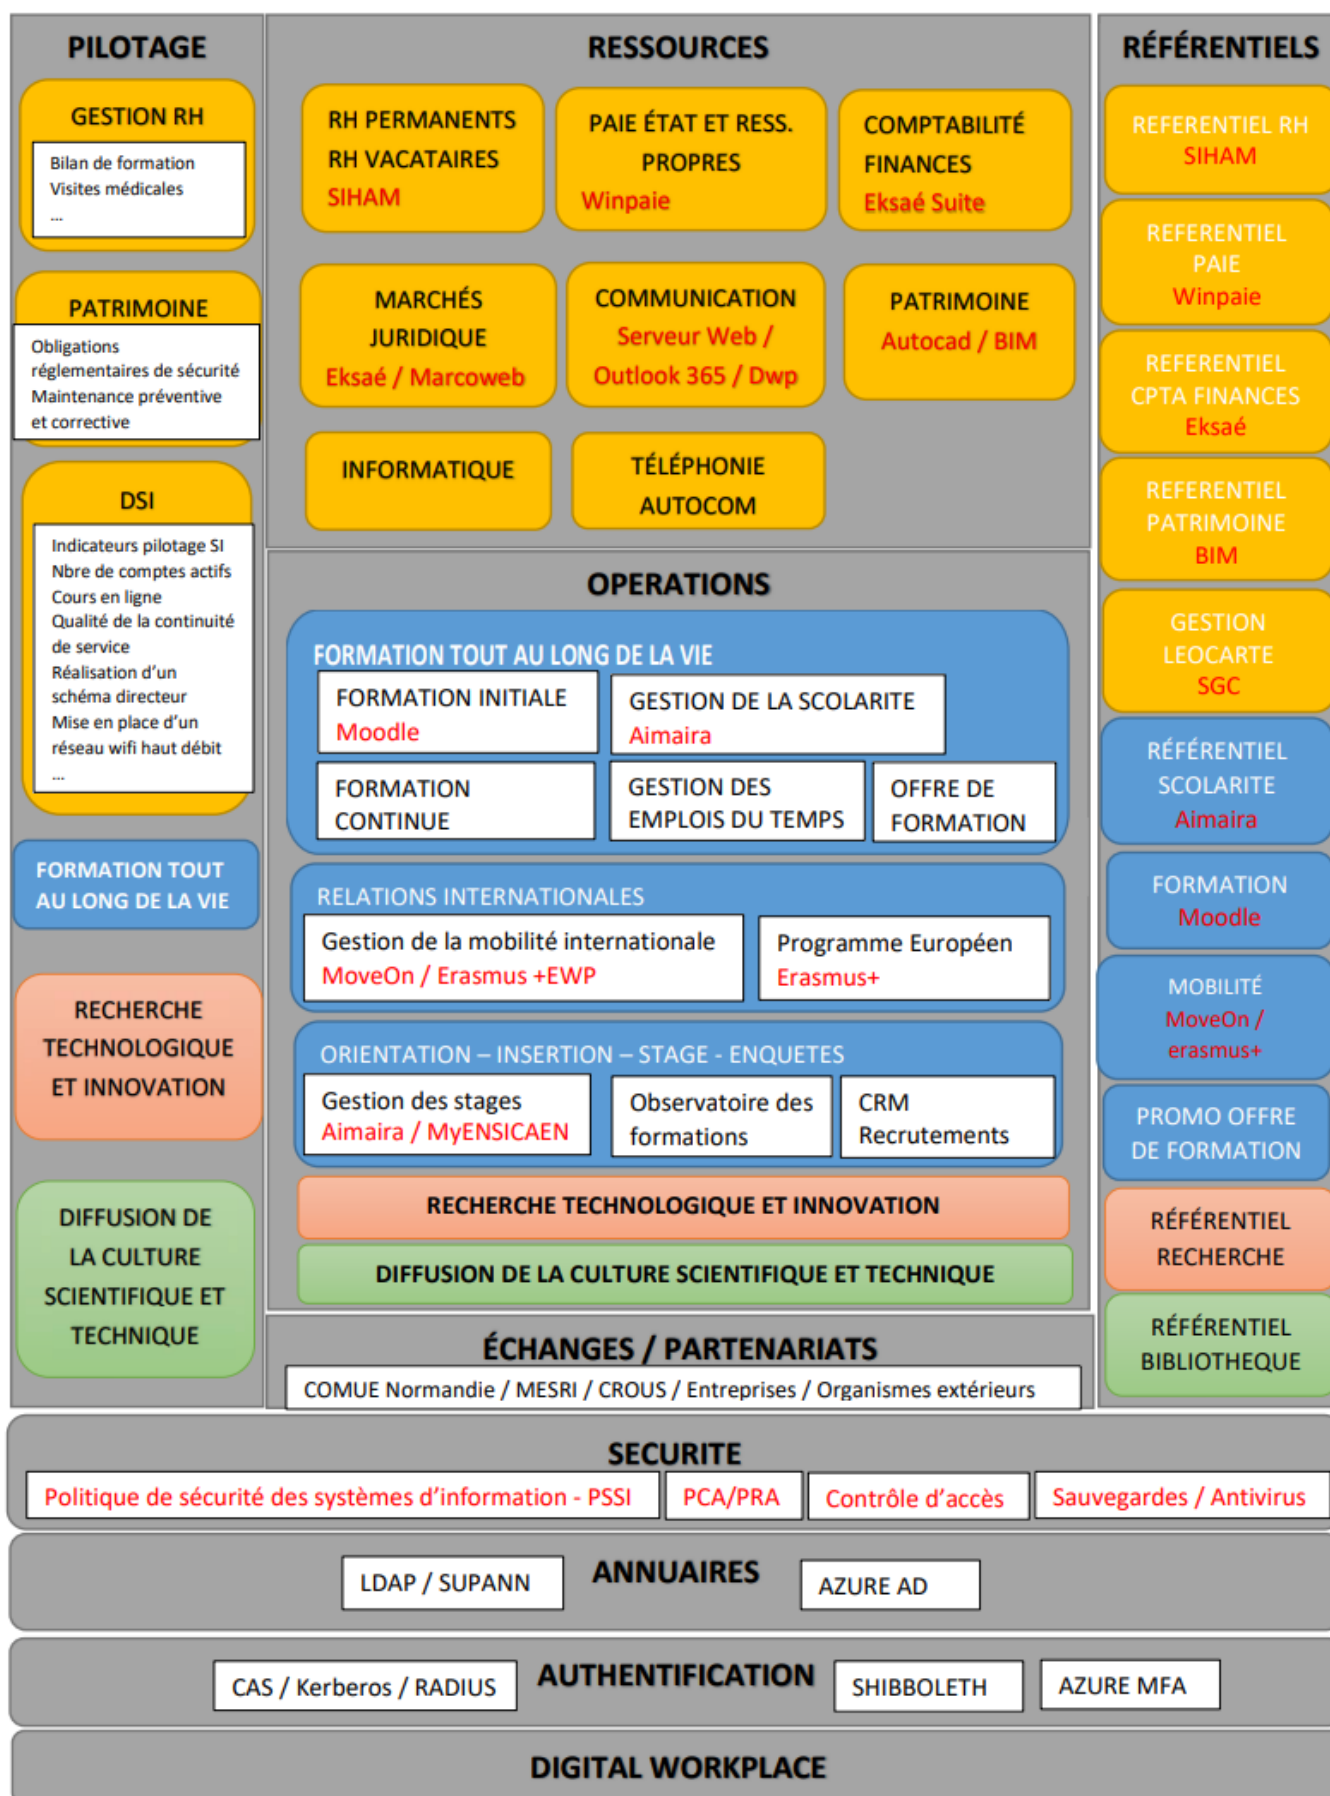 PILOTAGE
GESTION RH
Bilan de formation
Visites médicales
...
PATRIMOINE
Obligations
réglementaires de sécurité
Maintenance préventive
et corrective
DSI
Indicateurs pilotage SI
Nbre de comptes actifs
Cours en ligne
Qualité de la continuité
de service
Réalisation d'un
schéma directeur
Mise en place d'un
réseau wifi haut débit
...
FORMATION TOUT
AU LONG DE LA VIE
RECHERCHE
TECHNOLOGIQUE
ET INNOVATION
DIFFUSION DE
LA CULTURE
SCIENTIFIQUE ET
TECHNIQUE
RESSOURCES
RH PERMANENTS
RH VACATAIRES
SIHAM
PAIE ÉTAT ET RESS.
PROPRES
Winpaie
COMPTABILITÉ
FINANCES
Eksaé Suite
MARCHÉS
JURIDIQUE
Eksaé / Marcoweb
COMMUNICATION
Serveur Web /
Outlook 365 / Dwp
PATRIMOINE
Autocad / BIM
INFORMATIQUE
TÉLÉPHONIE
AUTOCOM
OPERATIONS
FORMATION TOUT AU LONG DE LA VIE
FORMATION INITIALE
Moodle
GESTION DE LA SCOLARITE
Aimaira
FORMATION
CONTINUE
GESTION DES
EMPLOIS DU TEMPS
OFFRE DE
FORMATION
RELATIONS INTERNATIONALES
Gestion de la mobilité internationale
MoveOn / Erasmus +EWP
Programme Européen
Erasmus+
ORIENTATION – INSERTION – STAGE - ENQUETES
Gestion des stages
Aimaira / MyENSICAEN
Observatoire des
formations
CRM
Recrutements
RECHERCHE TECHNOLOGIQUE ET INNOVATION
DIFFUSION DE LA CULTURE SCIENTIFIQUE ET TECHNIQUE
ÉCHANGES / PARTENARIATS
COMUE Normandie / MESRI / CROUS / Entreprises / Organismes extérieurs
RÉFÉRENTIELS
REFERENTIEL RH
SIHAM
REFERENTIEL
PAIE
Winpaie
REFERENTIEL
CPTA FINANCES
Eksaé
REFERENTIEL
PATRIMOINE
BIM
GESTION
LEOCARTE
SGC
RÉFÉRENTIEL
SCOLARITE
Aimaira
FORMATION
Moodle
MOBILITÉ
MoveOn /
erasmus+
PROMO OFFRE
DE FORMATION
RÉFÉRENTIEL
RECHERCHE
RÉFÉRENTIEL
BIBLIOTHEQUE
SECURITE
Politique de sécurité des systèmes d'information - PSSI
PCA/PRA
Contrôle d'accès
Sauvegardes / Antivirus
LDAP / SUPANN
ANNUAIRES
AZURE AD
CAS / Kerberos / RADIUS
AUTHENTIFICATION
SHIBBOLETH
AZURE MFA
DIGITAL WORKPLACE